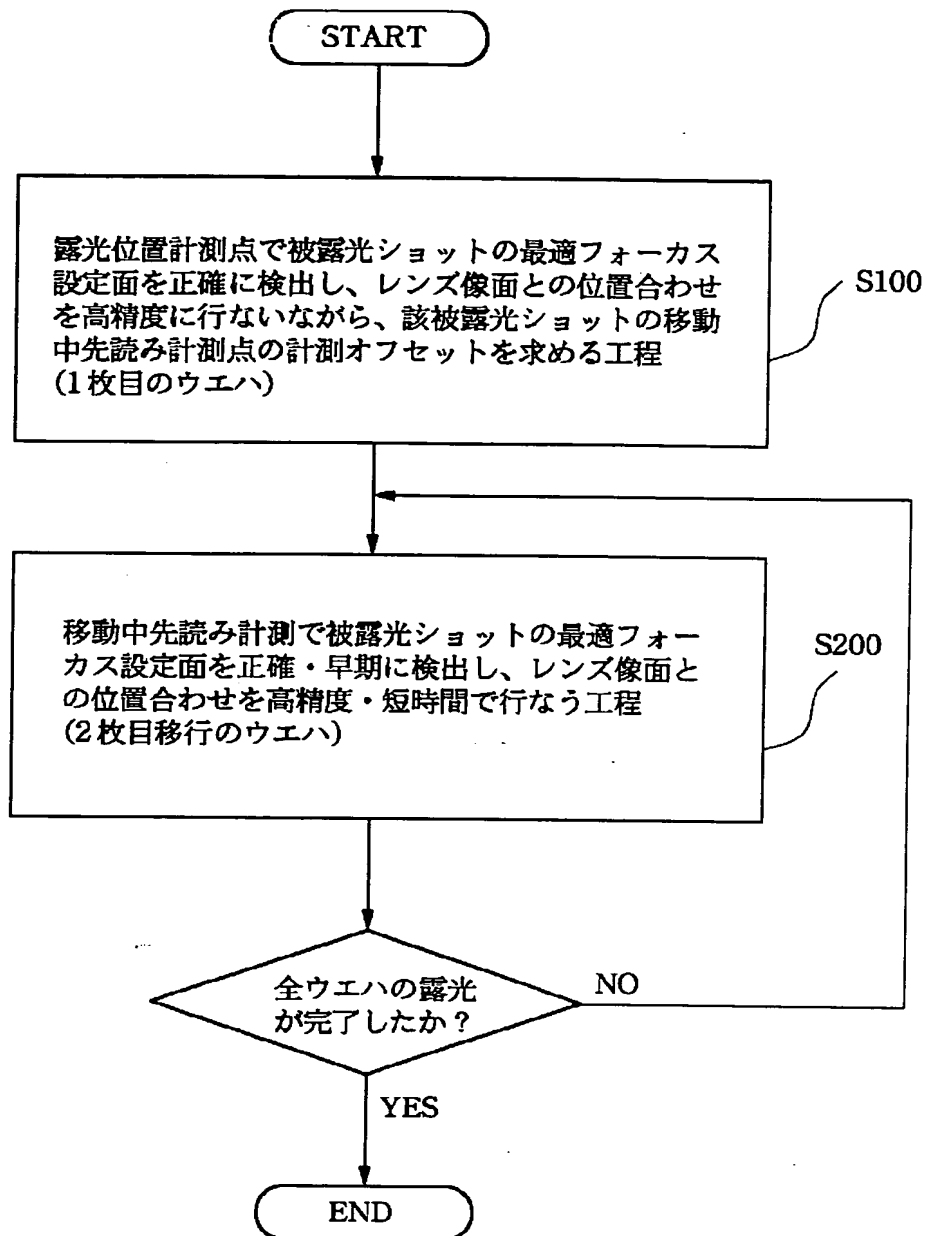 START
露光位置計測点で被露光ショットの最適フォーカス
設定面を正確に検出し、レンズ像面との位置合わせ
を高精度に行ないながら、該被露光ショットの移動
中先読み計測点の計測オフセットを求める工程
(1枚目のウエハ)
S100
移動中先読み計測で被露光ショットの最適フォー
カス設定面を正確・早期に検出し、レンズ像面と
の位置合わせを高精度・短時間で行なう工程
(2枚目移行のウエハ)
S200
全ウエハの露光
が完了したか？
NO
YES
END